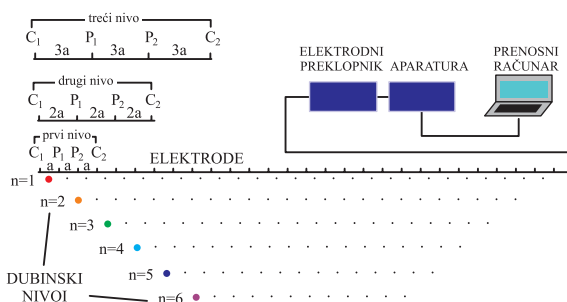 treći nivo
C1 P1 P2 C2
3a 3a 3a
drugi nivo
C1 P1 P2 C2
2a 2a 2a
prvi nivo
C1 P1 P2 C2
a a a
ELEKTRODNI
PREKLOPNIK
APARATURA
PRENOSNI
RAČUNAR
ELEKTRODE
n=1
n=2
n=3
n=4
n=5
n=6
DUBINSKI
NIVOI